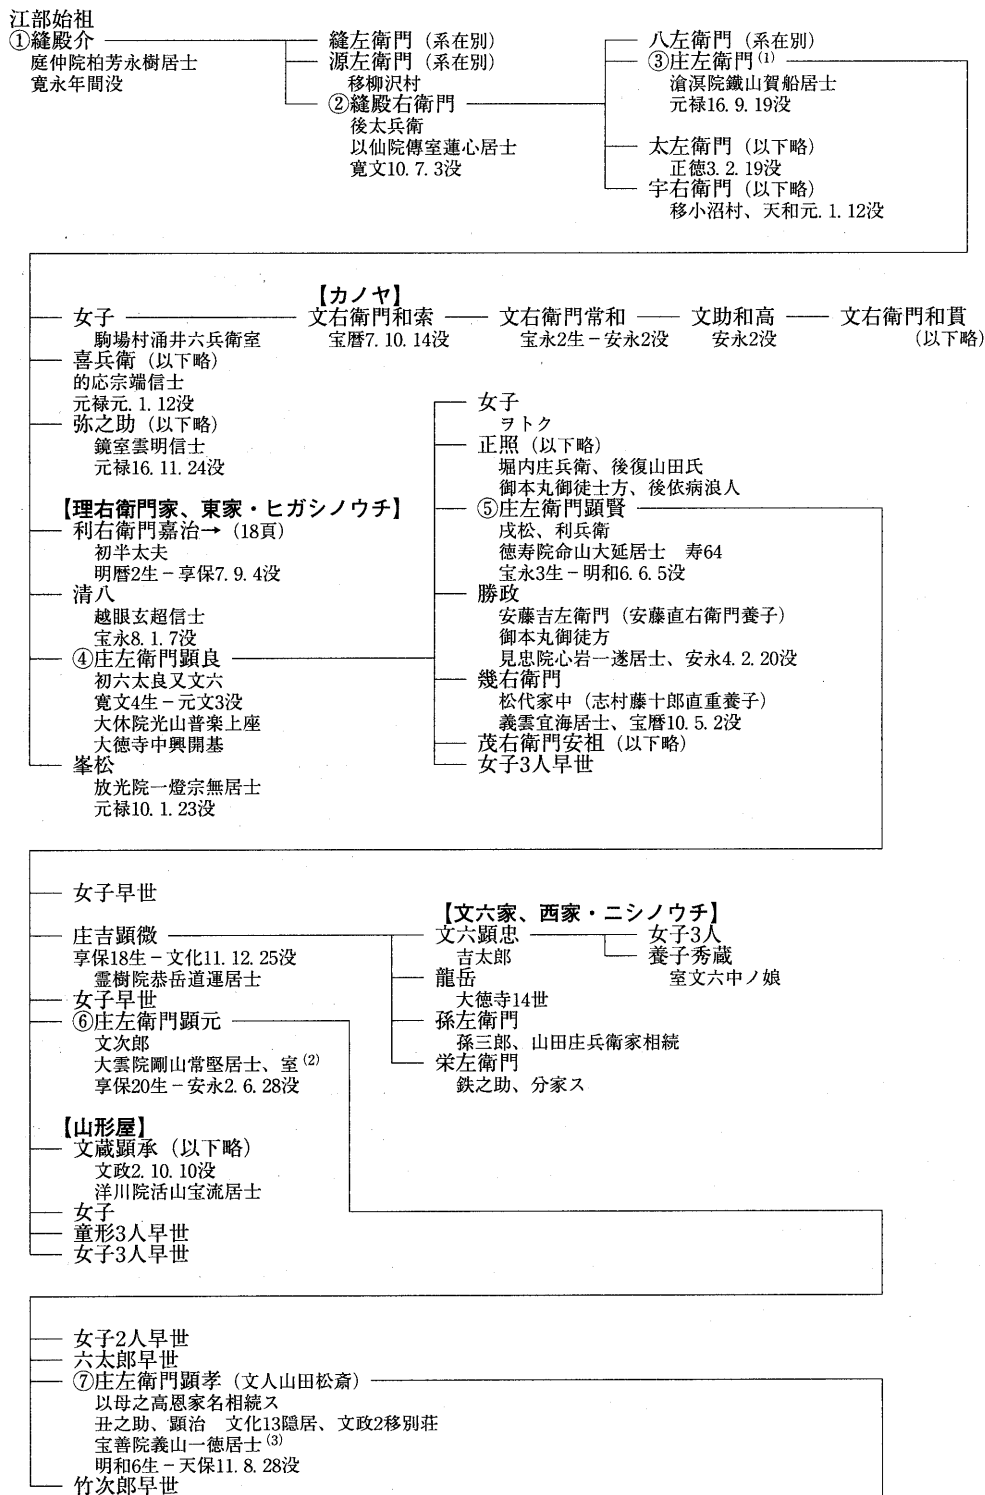 江部始祖
①縫殿介
庭仲院柏芳永樹居士
寛永年間没
縫左衛門（系在別）
源左衛門（系在別）
移柳沢村
②縫殿右衛門
後太兵衛
以仙院傳室蓮心居士
寛文10. 7. 3没
八左衛門（系在別）
③庄左衛門(1)
滄溟院鐵山賀船居士
元禄16. 9. 19没
太左衛門（以下略）
正徳3. 2. 19没
宇右衛門（以下略）
移小沼村、天和元. 1. 12没
女子
駒場村涌井六兵衛室
【カノヤ】
文右衛門和索
宝暦7. 10. 14没
文右衛門常和
宝永2生－安永2没
文助和高
安永2没
文右衛門和貫
（以下略）
喜兵衛（以下略）
的応宗端信士
元禄元. 1. 12没
弥之助（以下略）
鏡室雲明信士
元禄16. 11. 24没
【理右衛門家、東家・ヒガシノウチ】
利右衛門嘉治→（18頁）
初半太夫
明暦2生－享保7. 9. 4没
清八
越眼玄超信士
宝永8. 1. 7没
④庄左衛門顕良
初六太良又文六
寛文4生－元文3没
大休院光山普楽上座
大徳寺中興開基
峯松
放光院一燈宗無居士
元禄10. 1. 23没
女子
ヲトク
正照（以下略）
堀内庄兵衛、後復山田氏
御本丸御徒士方、後依病浪人
⑤庄左衛門顕賢
戌松、利兵衛
徳寿院命山大延居士　寿64
宝永3生－明和6. 6. 5没
勝政
安藤吉左衛門（安藤直右衛門養子）
御本丸御徒方
見忠院心岩一遂居士、安永4. 2. 20没
幾右衛門
松代家中（志村藤十郎直重養子）
義雲宜海居士、宝暦10. 5. 2没
茂右衛門安祖（以下略）
女子3人早世
女子早世
庄吉顕微
享保18生－文化11. 12. 25没
霊樹院恭岳道運居士
女子早世
⑥庄左衛門顕元
文次郎
大雲院剛山常堅居士、室(2)
享保20生－安永2. 6. 28没
【山形屋】
文蔵顕承（以下略）
文政2. 10. 10没
洋川院活山宝流居士
女子
童形3人早世
女子3人早世
【文六家、西家・ニシノウチ】
文六顕忠
吉太郎
龍岳
大徳寺14世
孫左衛門
孫三郎、山田庄兵衛家相続
栄左衛門
鉄之助、分家ス
女子3人
養子秀蔵
室文六中ノ娘
女子2人早世
六太郎早世
⑦庄左衛門顕孝（文人山田松斎）
以母之高恩家名相続ス
丑之助、顕治　文化13隠居、文政2移別荘
宝善院義山一徳居士(3)
明和6生－天保11. 8. 28没
竹次郎早世